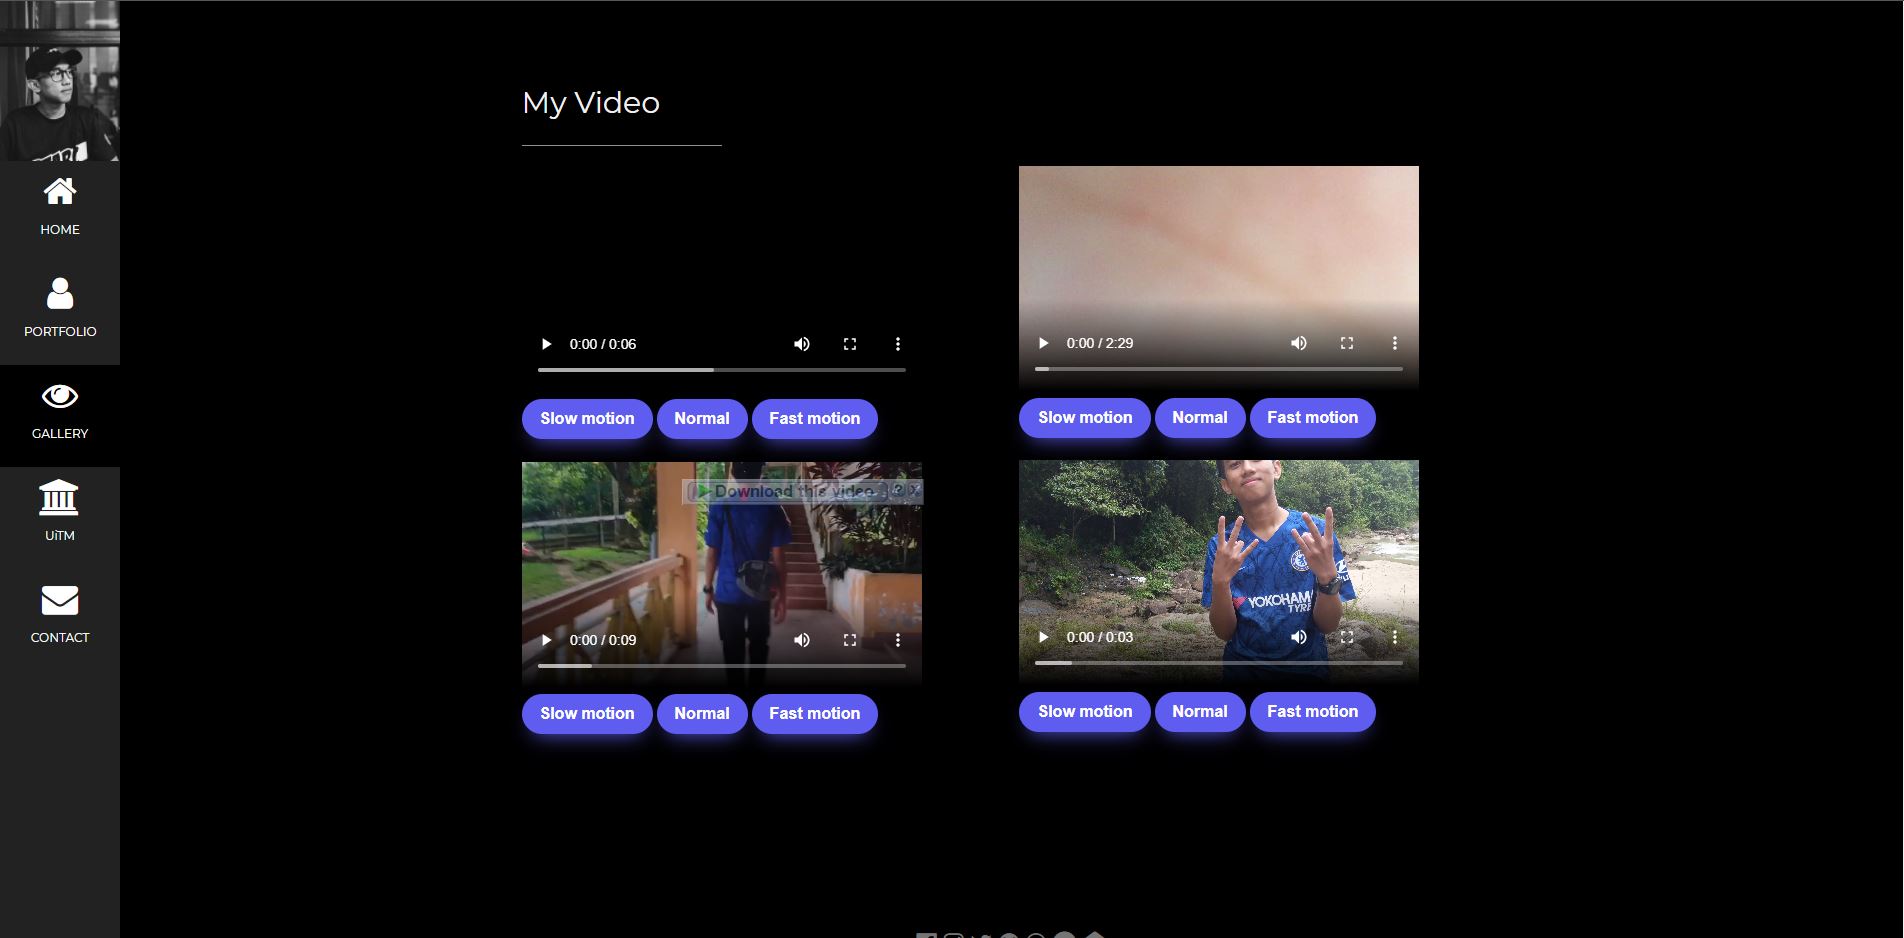 My Video
HOME
PORTFOLIO
GALLERY
UiTM
CONTACT
0:00 / 0:06
Slow motion Normal Fast motion
0:00 / 2:29
Slow motion Normal Fast motion
Download this video ? X
0:00 / 0:09
Slow motion Normal Fast motion
YOKOHAMA
TYRES
0:00 / 0:03
Slow motion Normal Fast motion